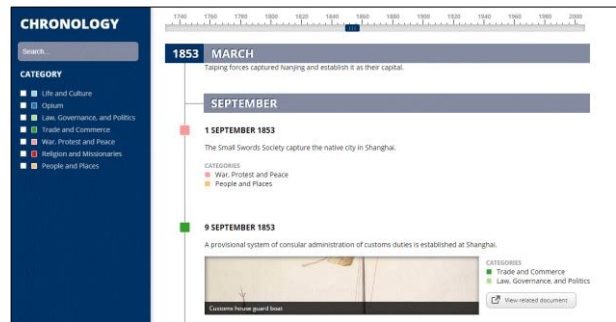 CHRONOLOGY
Search...
CATEGORY
Life and Culture
Opium
Law, Governance, and Politics
Trade and Commerce
War, Protest and Peace
Religion and Missionaries
People and Places
1740 1760 1780 1800 1820 1840 1860 1880 1900 1920 1940 1960 1980 2000
1853 MARCH
Taiping forces captured Nanjing and establish it as their capital.
SEPTEMBER
1 SEPTEMBER 1853
The Small Swords Society capture the native city in Shanghai.
CATEGORIES
War, Protest and Peace
People and Places
9 SEPTEMBER 1853
A provisional system of consular administration of customs duties is established at Shanghai.
Customs house guard boat
CATEGORIES
Trade and Commerce
Law, Governance, and Politics
View related document